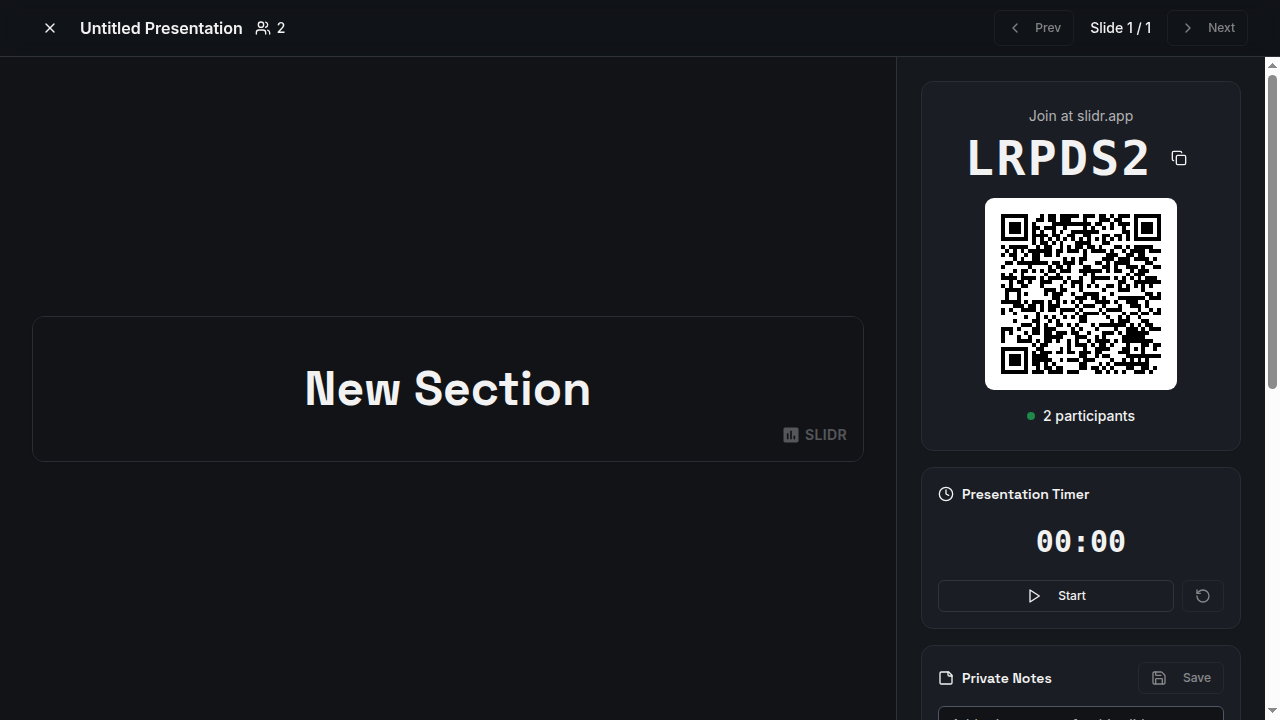 Untitled Presentation 2
Prev Slide 1 / 1 Next
Join at slidr.app
LRPDS2
2 participants
New Section
SLIDR
Presentation Timer
00:00
Start
Private Notes
Save